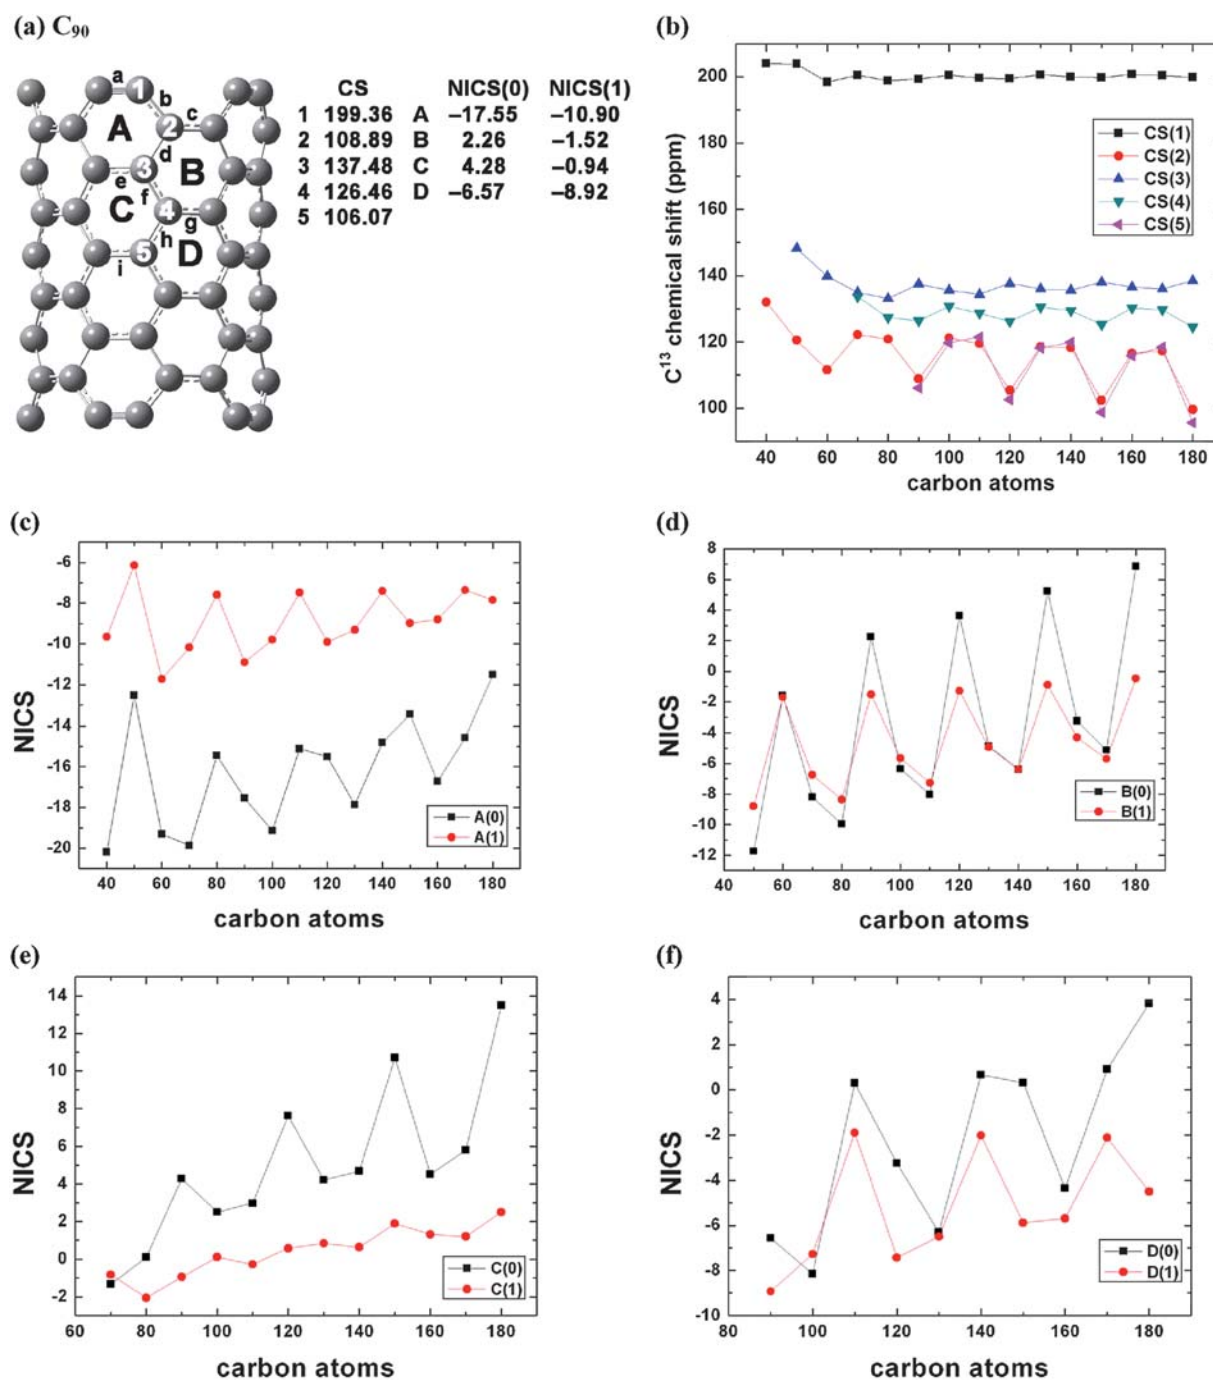 (a) C90
a 1
b
A 2 c
d
3 B
e f
C 4
g
h
5 D
i
CS NICS(0) NICS(1)
1 199.36 A –17.55 –10.90
2 108.89 B 2.26 –1.52
3 137.48 C 4.28 –0.94
4 126.46 D –6.57 –8.92
5 106.07
(b)
C13 chemical shift (ppm)
200
180
160
140
120
100
CS(1)
CS(2)
CS(3)
CS(4)
CS(5)
40 60 80 100 120 140 160 180
carbon atoms
(c)
NICS
-6
-8
-10
-12
-14
-16
-18
-20
A(0)
A(1)
40 60 80 100 120 140 160 180
carbon atoms
(d)
NICS
8
6
4
2
0
-2
-4
-6
-8
-10
-12
B(0)
B(1)
40 60 80 100 120 140 160 180
carbon atoms
(e)
NICS
14
12
10
8
6
4
2
0
-2
C(0)
C(1)
60 80 100 120 140 160 180
carbon atoms
(f)
NICS
4
2
0
-2
-4
-6
-8
-10
D(0)
D(1)
80 100 120 140 160 180
carbon atoms